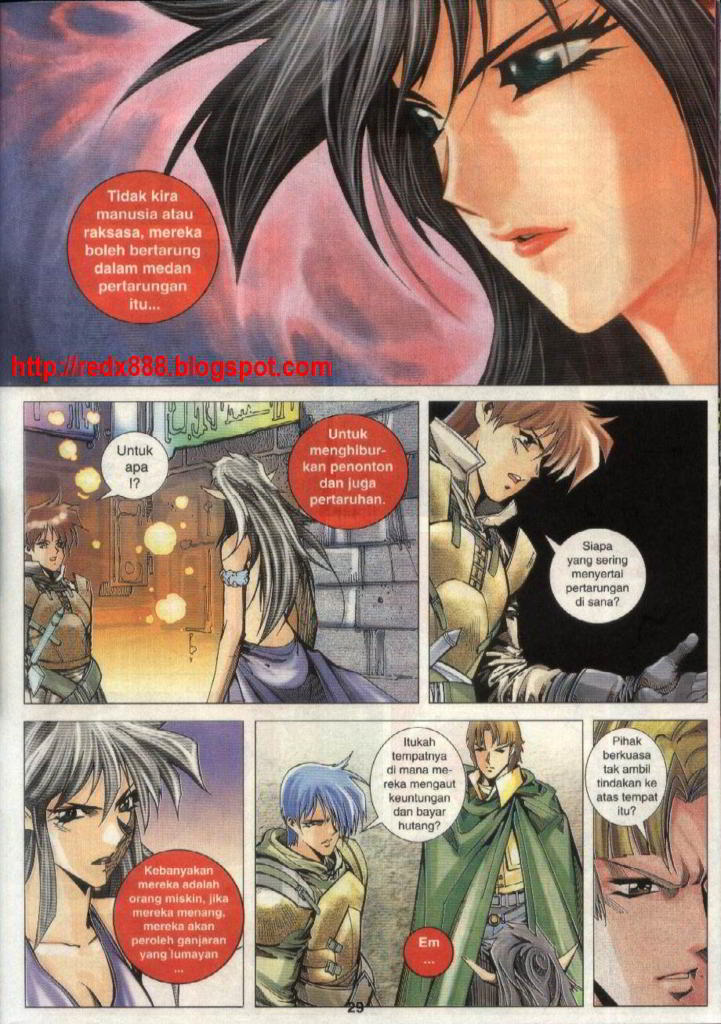 Tidak kira
manusia atau
raksasa, mereka
boleh bertarung
dalam medan
pertarungan
itu...
http://redx888.blogspot.com
Untuk
apa
!?
Untuk
menghibur-
kan penonton
dan juga
pertaruhan.
Siapa
yang sering
menyertai
pertarungan
di sana?
Kebanyakan
mereka adalah
orang miskin, jika
mereka menang,
mereka akan
peroleh ganjaran
yang lumayan
...
Itukah
tempatnya
di mana me-
reka mengaut
keuntungan
dan bayar
hutang?
Em
...
Pihak
berkuasa
tak ambil
tindakan ke
atas tempat
itu?
29